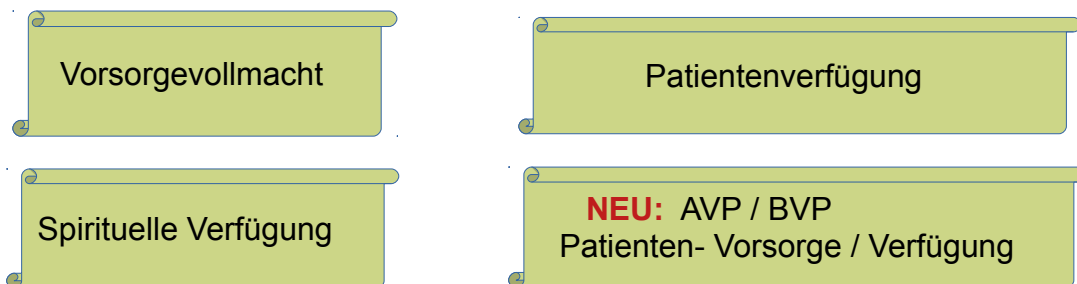 Vorsorgevollmacht
Patientenverfügung
Spirituelle Verfügung
NEU: AVP / BVP
Patienten- Vorsorge / Verfügung